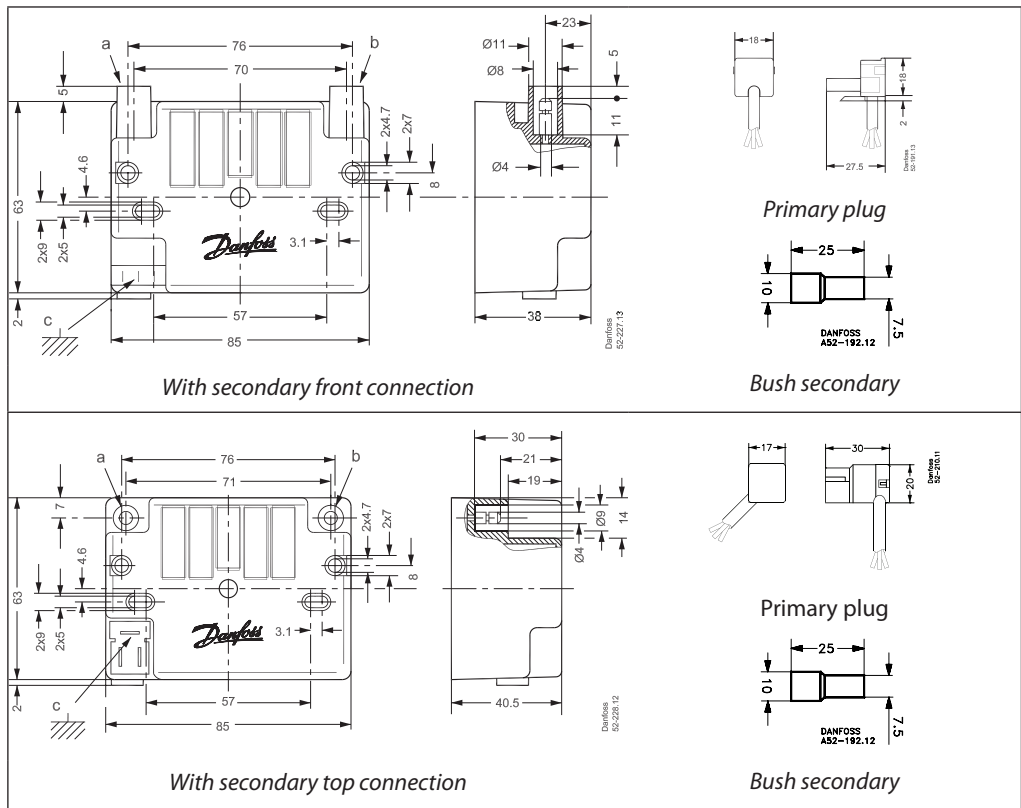 a
76
b
70
5
63
4.6
2x9
2x5
2
2x4.7
2x7
8
3.1
Danfoss
c
57
85
23
Ø11
5
Ø8
11
Ø4
38
Danfoss
52-227.13
With secondary front connection
18
18
2
27.5
Danfoss
52-191.13
Primary plug
25
10
7.5
DANFOSS
A52-192.12
Bush secondary
a
76
b
71
7
63
4.6
2x9
2x5
2
2x4.7
2x7
8
3.1
Danfoss
c
57
85
30
21
19
Ø4
Ø9
14
40.5
Danfoss
52-228.12
With secondary top connection
17
30
20
Danfoss
52-210.11
Primary plug
25
10
7.5
DANFOSS
A52-192.12
Bush secondary